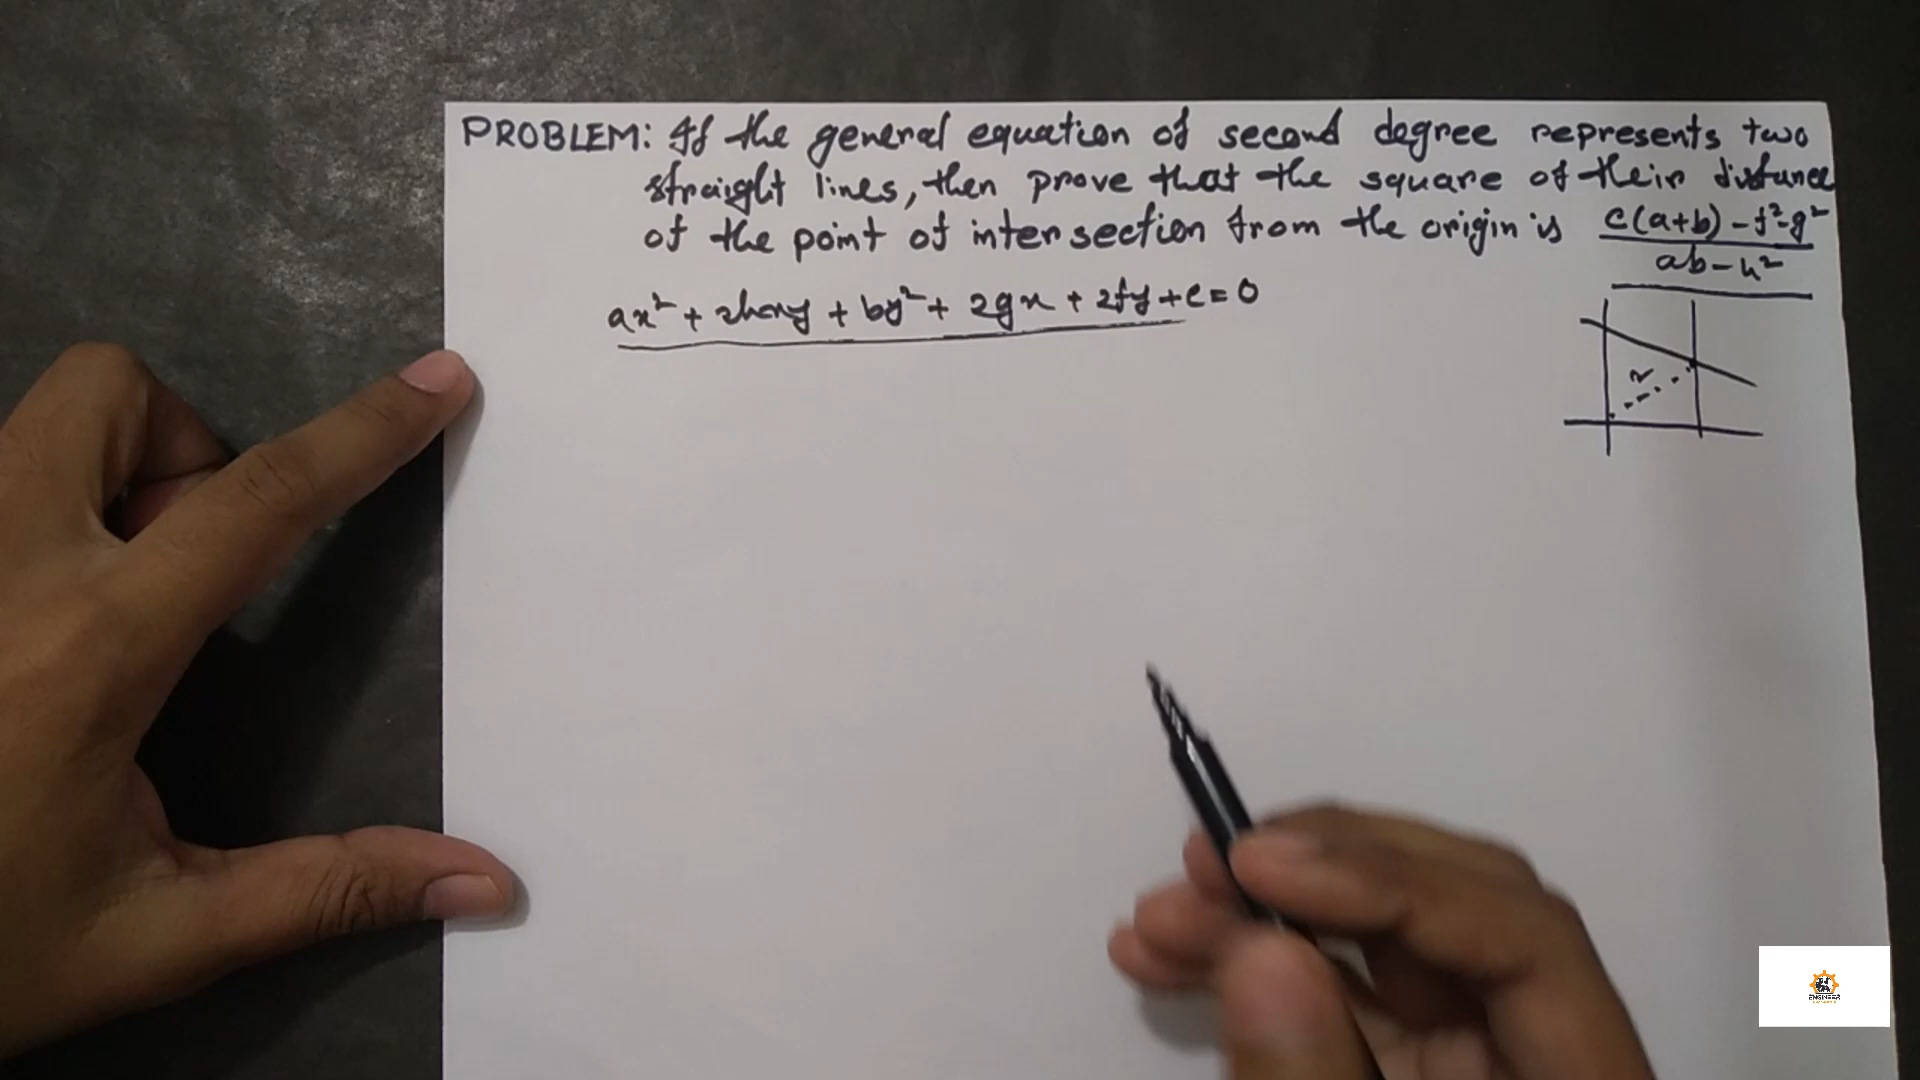 PROBLEM: If the general equation of second degree represents two
straight lines, then prove that the square of their distance
of the point of intersection from the origin is c(a+b)-f²-g² / ab-h²
ax² + 2hxy + by² + 2gx + 2fy + c = 0
r
ENGINEER